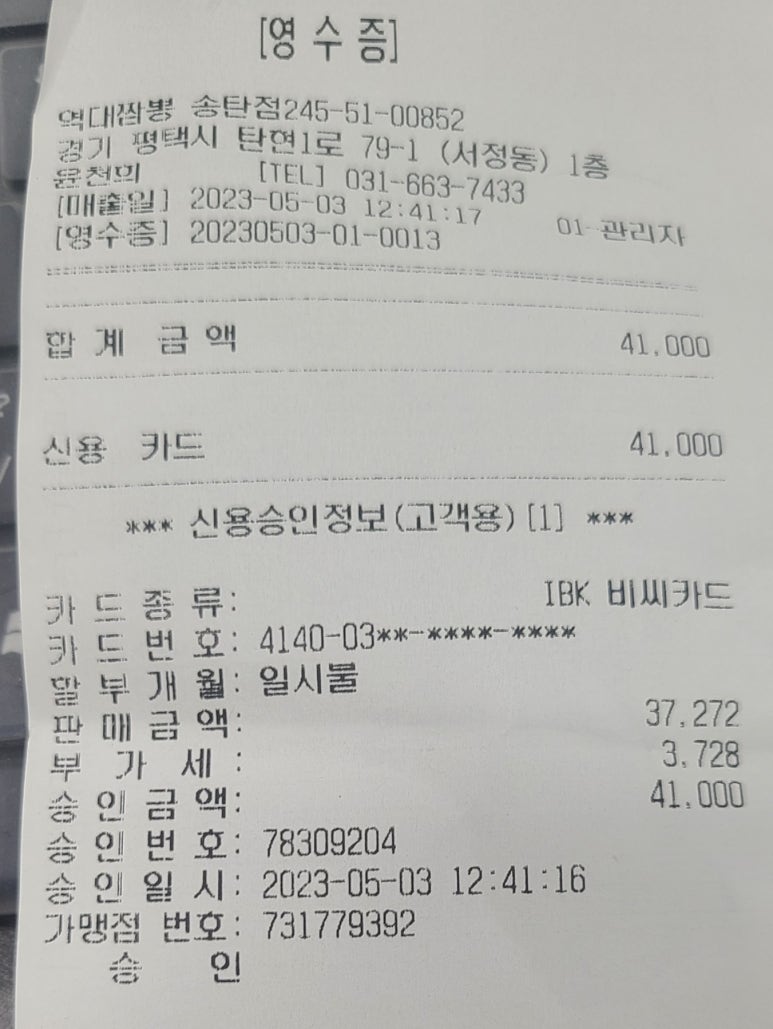 [영 수 증]
역대짬뽕 송탄점245-51-00852
경기 평택시 탄현1로 79-1 (서정동) 1층
윤천희 [TEL] 031-663-7433
[매출일] 2023-05-03 12:41:17
[영수증] 20230503-01-0013 01-관리자
합 계 금 액 41,000
신용 카드 41,000
*** 신용승인정보(고객용)[1] ***
카 드 종 류: IBK 비씨카드
카 드 번 호: 4140-03**-****-****
할 부 개 월: 일시불
판 매 금 액: 37,272
부 가 세 : 3,728
승 인 금 액: 41,000
승 인 번 호: 78309204
승 인 일 시: 2023-05-03 12:41:16
가맹점 번호: 731779392
승 인